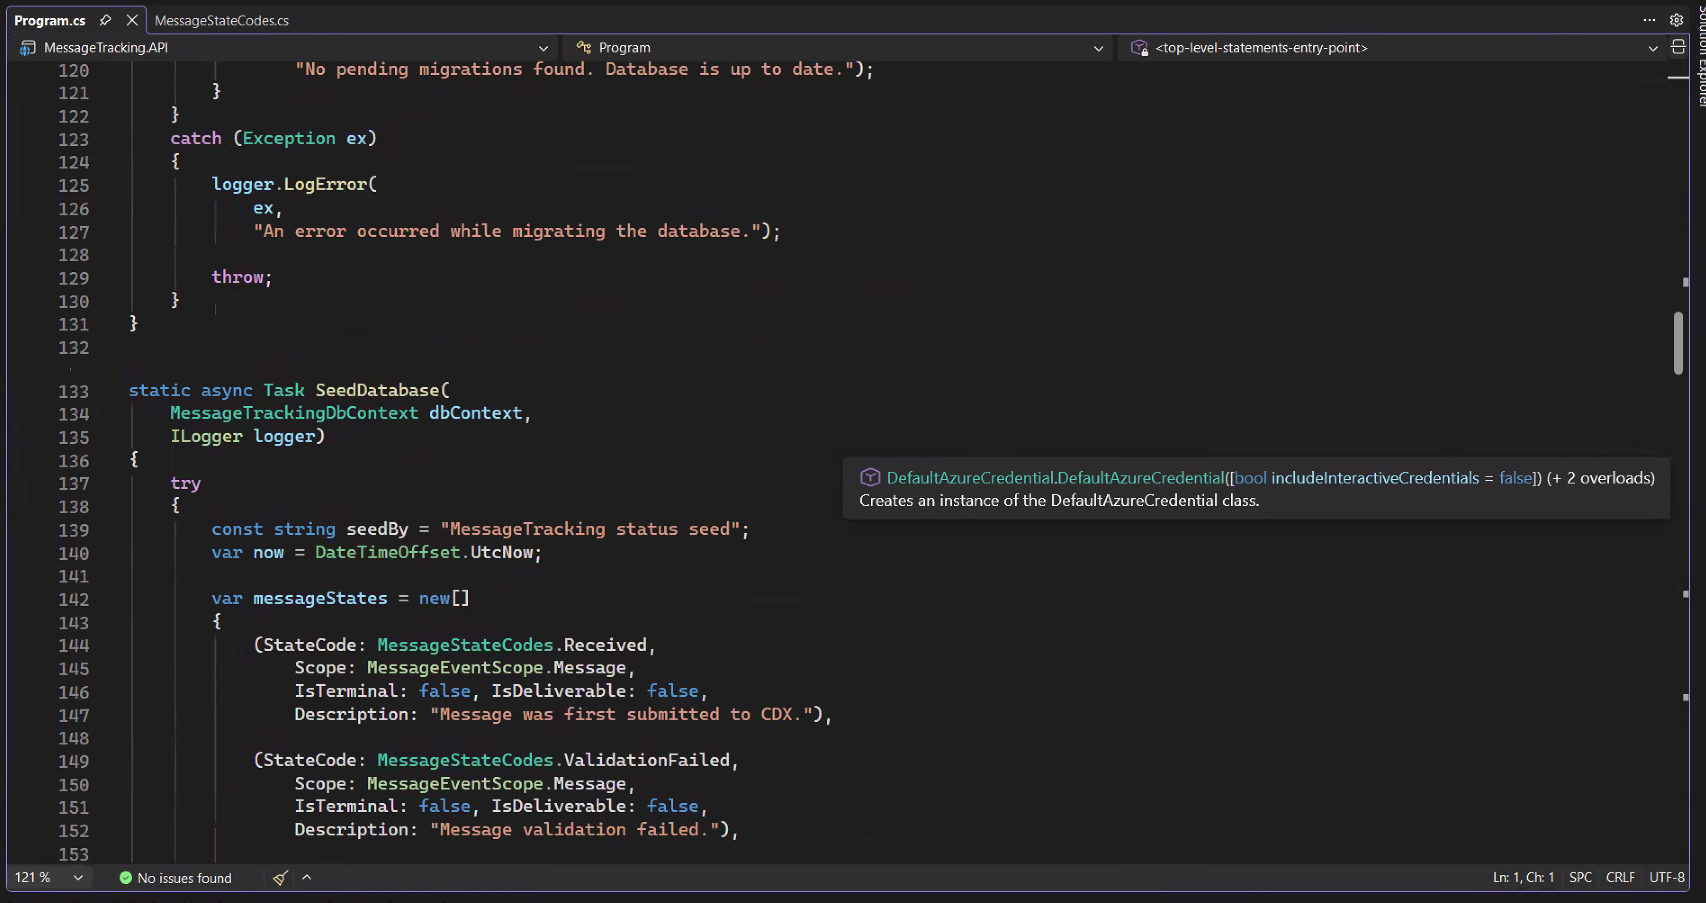 Program.cs
MessageStateCodes.cs
MessageTracking.API
Program
<top-level-statements-entry-point>
Solution Explorer
120 "No pending migrations found. Database is up to date.");
121 }
122 }
123 catch (Exception ex)
124 {
125 logger.LogError(
126 ex,
127 "An error occurred while migrating the database.");
128
129 throw;
130 }
131 }
132
133 static async Task SeedDatabase(
134 MessageTrackingDbContext dbContext,
135 ILogger logger)
136 {
DefaultAzureCredential.DefaultAzureCredential([bool includeInteractiveCredentials = false]) (+ 2 overloads)
Creates an instance of the DefaultAzureCredential class.
137 try
138 {
139 const string seedBy = "MessageTracking status seed";
140 var now = DateTimeOffset.UtcNow;
141
142 var messageStates = new[]
143 {
144 (StateCode: MessageStateCodes.Received,
145 Scope: MessageEventScope.Message,
146 IsTerminal: false, IsDeliverable: false,
147 Description: "Message was first submitted to CDX."),
148
149 (StateCode: MessageStateCodes.ValidationFailed,
150 Scope: MessageEventScope.Message,
151 IsTerminal: false, IsDeliverable: false,
152 Description: "Message validation failed."),
153
121 %
No issues found
Ln: 1, Ch: 1 SPC CRLF UTF-8